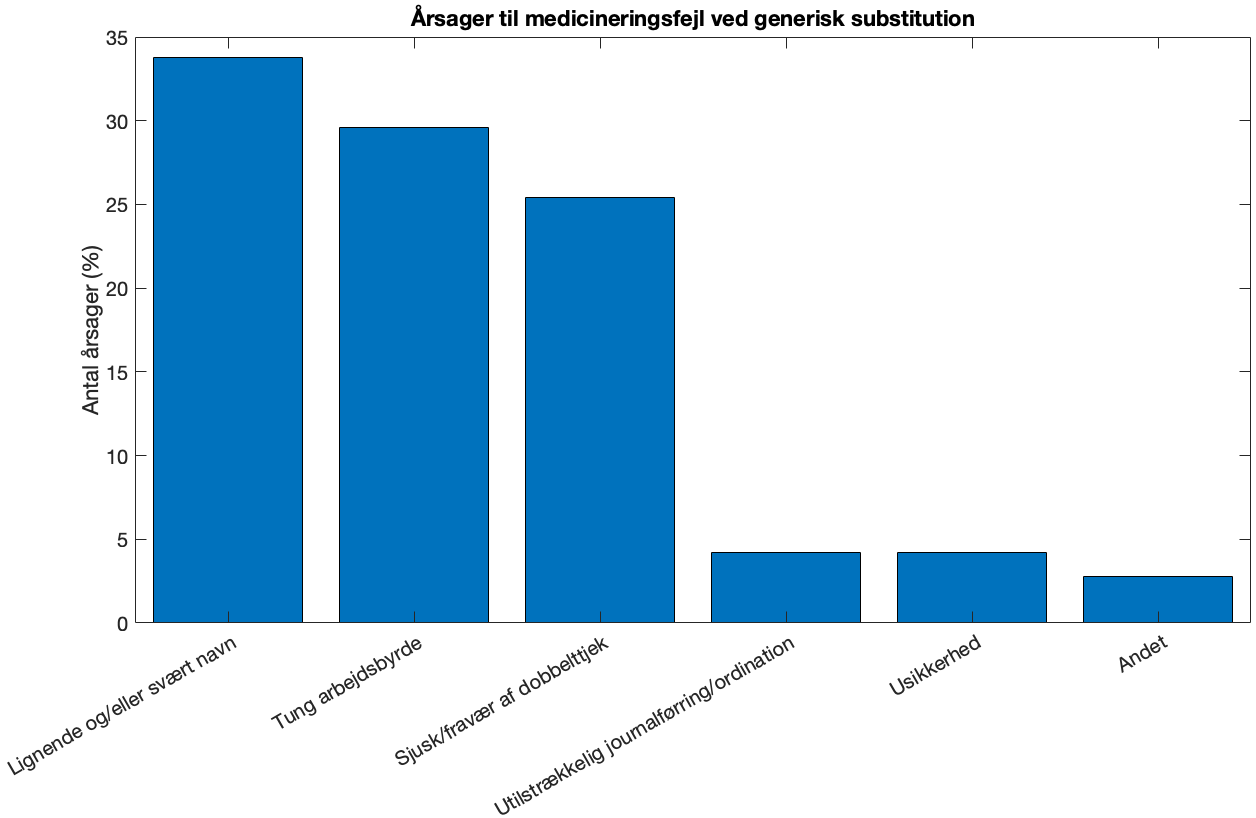 Årsager til medicineringsfejl ved generisk substitution
Antal årsager (%)
35
30
25
20
15
10
5
0
Lignende og/eller svært navn
Tung arbejdsbyrde
Sjusk/fravær af dobbelttjek
Utilstrækkelig journalførring/ordination
Usikkerhed
Andet